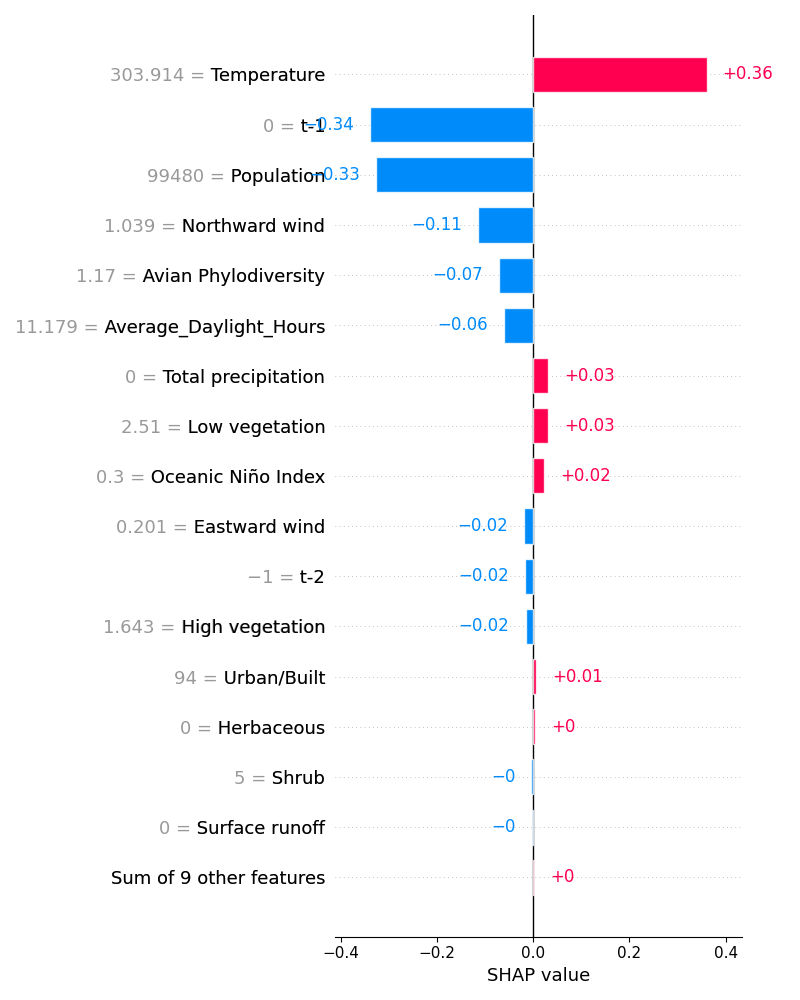 303.914 = Temperature +0.36
0 = t-1 −0.34
99480 = Population −0.33
1.039 = Northward wind −0.11
1.17 = Avian Phylodiversity −0.07
11.179 = Average_Daylight_Hours −0.06
0 = Total precipitation +0.03
2.51 = Low vegetation +0.03
0.3 = Oceanic Niño Index +0.02
0.201 = Eastward wind −0.02
−1 = t-2 −0.02
1.643 = High vegetation −0.02
94 = Urban/Built +0.01
0 = Herbaceous +0
5 = Shrub −0
0 = Surface runoff −0
Sum of 9 other features +0
−0.4 −0.2 0.0 0.2 0.4
SHAP value